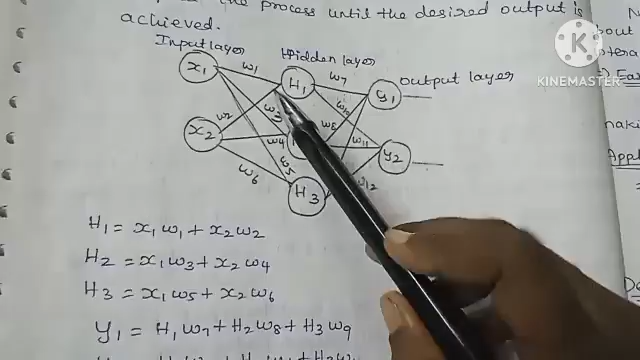 the process until the desired output is
achieved.
Input layer
Hidden layer
Output layer
x1
w1
H1
w7
y1
w2
w3
w8
x2
w4
w11
y2
w5
w6
H3
w12
H1 = x1w1 + x2w2
H2 = x1w3 + x2w4
H3 = x1w5 + x2w6
y1 = H1w7 + H2w8 + H3w9
KINEMASTER